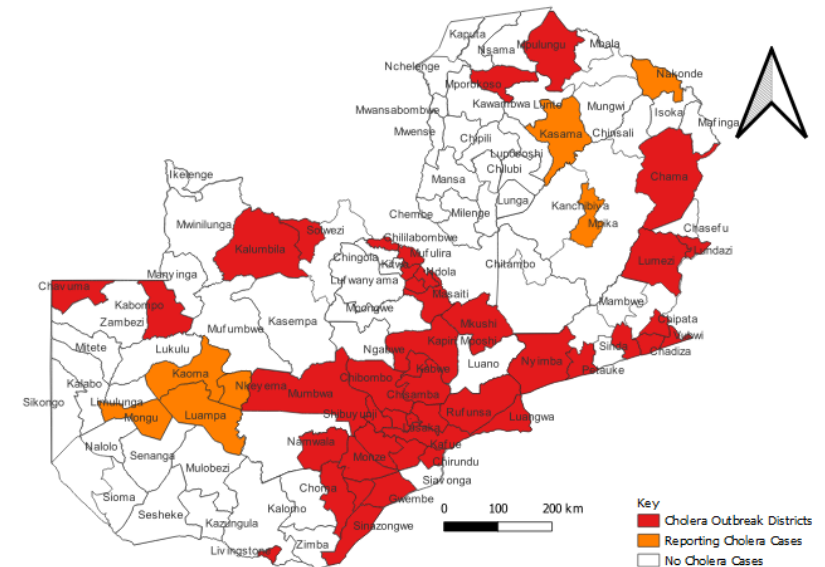 Kaputa
Nsama
Mpulungu
Mbala
Nchelenge
Mporokoso
Nakonde
Kawambwa
Lunte
Mungwi
Isoka
Mafinga
Mwansabombwe
Mwense
Chipili
Kasama
Chinsali
Lupososhi
Chilubi
Mansa
Chama
Ikelenge
Lunga
Kanchibiya
Mwinilunga
Chembe
Milenge
Mpika
Chasefu
Solwezi
Chililabombwe
Kalumbila
Mufulira
Lundazi
Chingola
Kitwe
Lumezi
Manyinga
Ndola
Chitambo
Lufwanyama
Chavuma
Masaiti
Kabompo
Mambwe
Mpongwe
Zambezi
Kasempa
Mkushi
Chipata
Mufumbwe
Vubwi
Kapiri
Mposhi
Mitete
Lukulu
Ngabwe
Sinda
Chadiza
Nyimba
Luano
Petauke
Kaoma
Kabwe
Kalabo
Chibombo
Nkeyema
Mumbwa
Chisamba
Sikongo
Limulunga
Mongu
Luampa
Shibuyunji
Rufunsa
Luangwa
Lusaka
Nalolo
Namwala
Kafue
Senanga
Monze
Chirundu
Mulobezi
Siavonga
Sioma
Choma
Gwembe
Sesheke
Kalomo
Kazungula
Sinazongwe
Zimba
Livingstone
0 100 200 km
Key
Cholera Outbreak Districts
Reporting Cholera Cases
No Cholera Cases